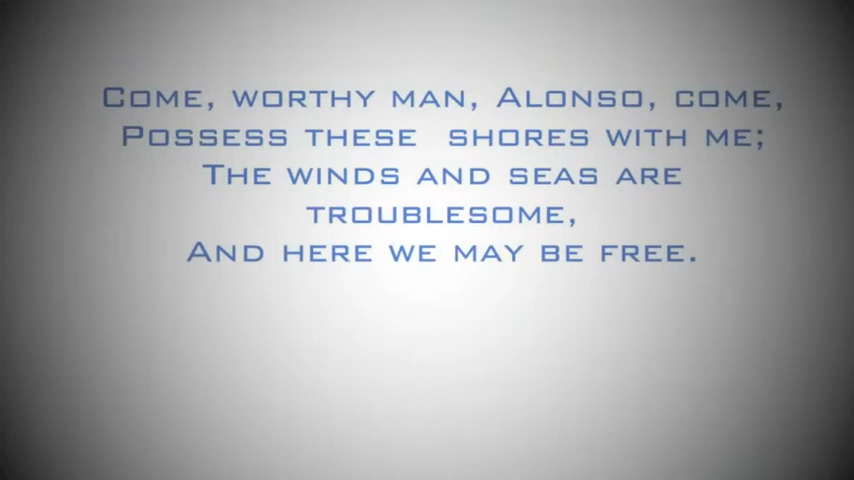 Come, worthy man, Alonso, come,
Possess these  shores with me;
The winds and seas are
troublesome,
And here we may be free.